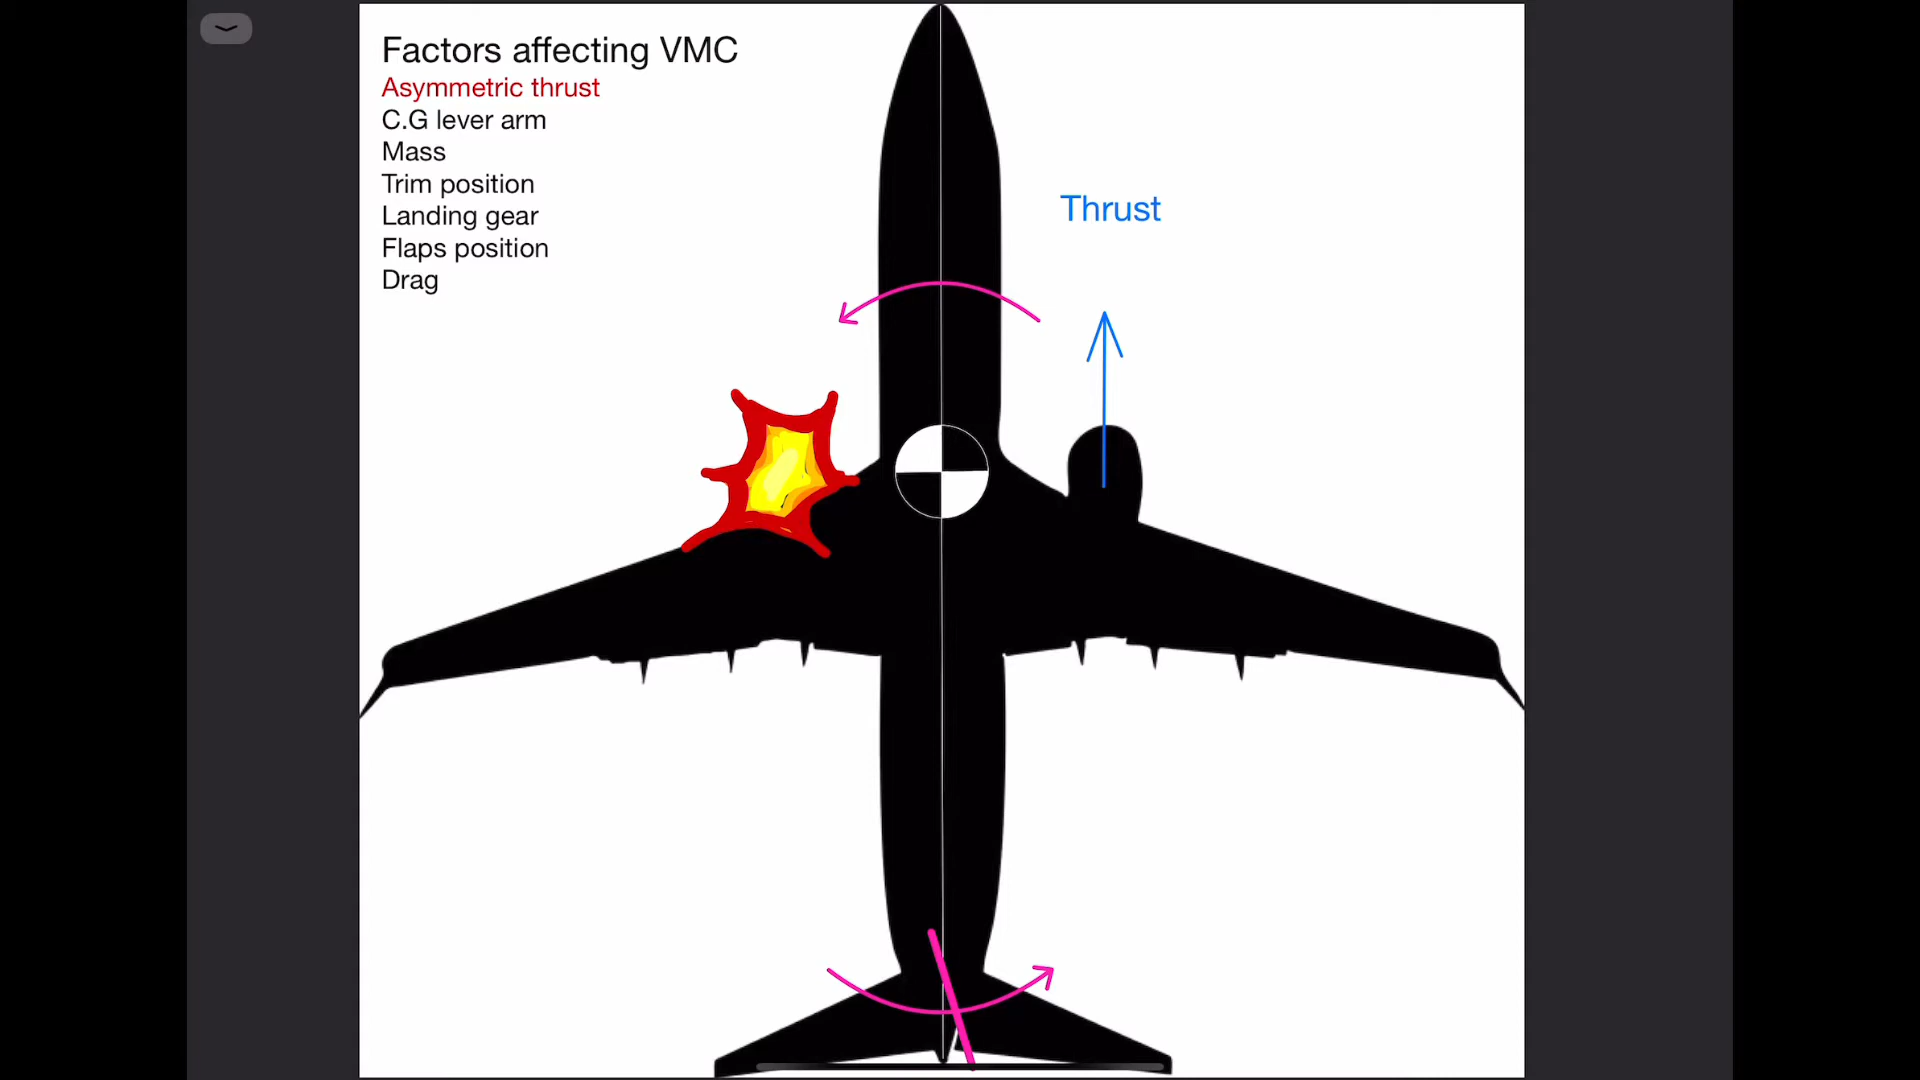 Factors affecting VMC
Asymmetric thrust
C.G lever arm
Mass
Trim position
Landing gear
Flaps position
Drag
Thrust